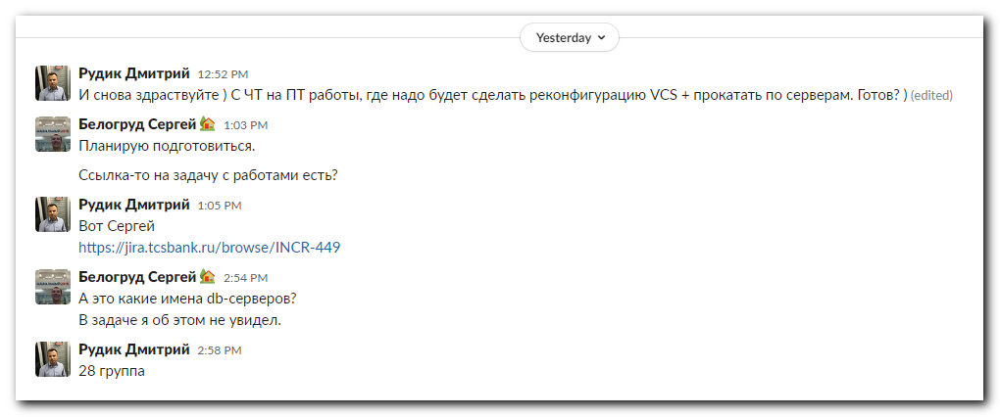 Yesterday
Рудик Дмитрий 12:52 PM
И снова здраствуйте ) С ЧТ на ПТ работы, где надо будет сделать реконфигурацию VCS + прокатать по серверам. Готов? ) (edited)
Белогруд Сергей 1:03 PM
Планирую подготовиться.
Ссылка-то на задачу с работами есть?
Рудик Дмитрий 1:05 PM
Вот Сергей
https://jira.tcsbank.ru/browse/INCR-449
Белогруд Сергей 2:54 PM
А это какие имена db-серверов?
В задаче я об этом не увидел.
Рудик Дмитрий 2:58 PM
28 группа